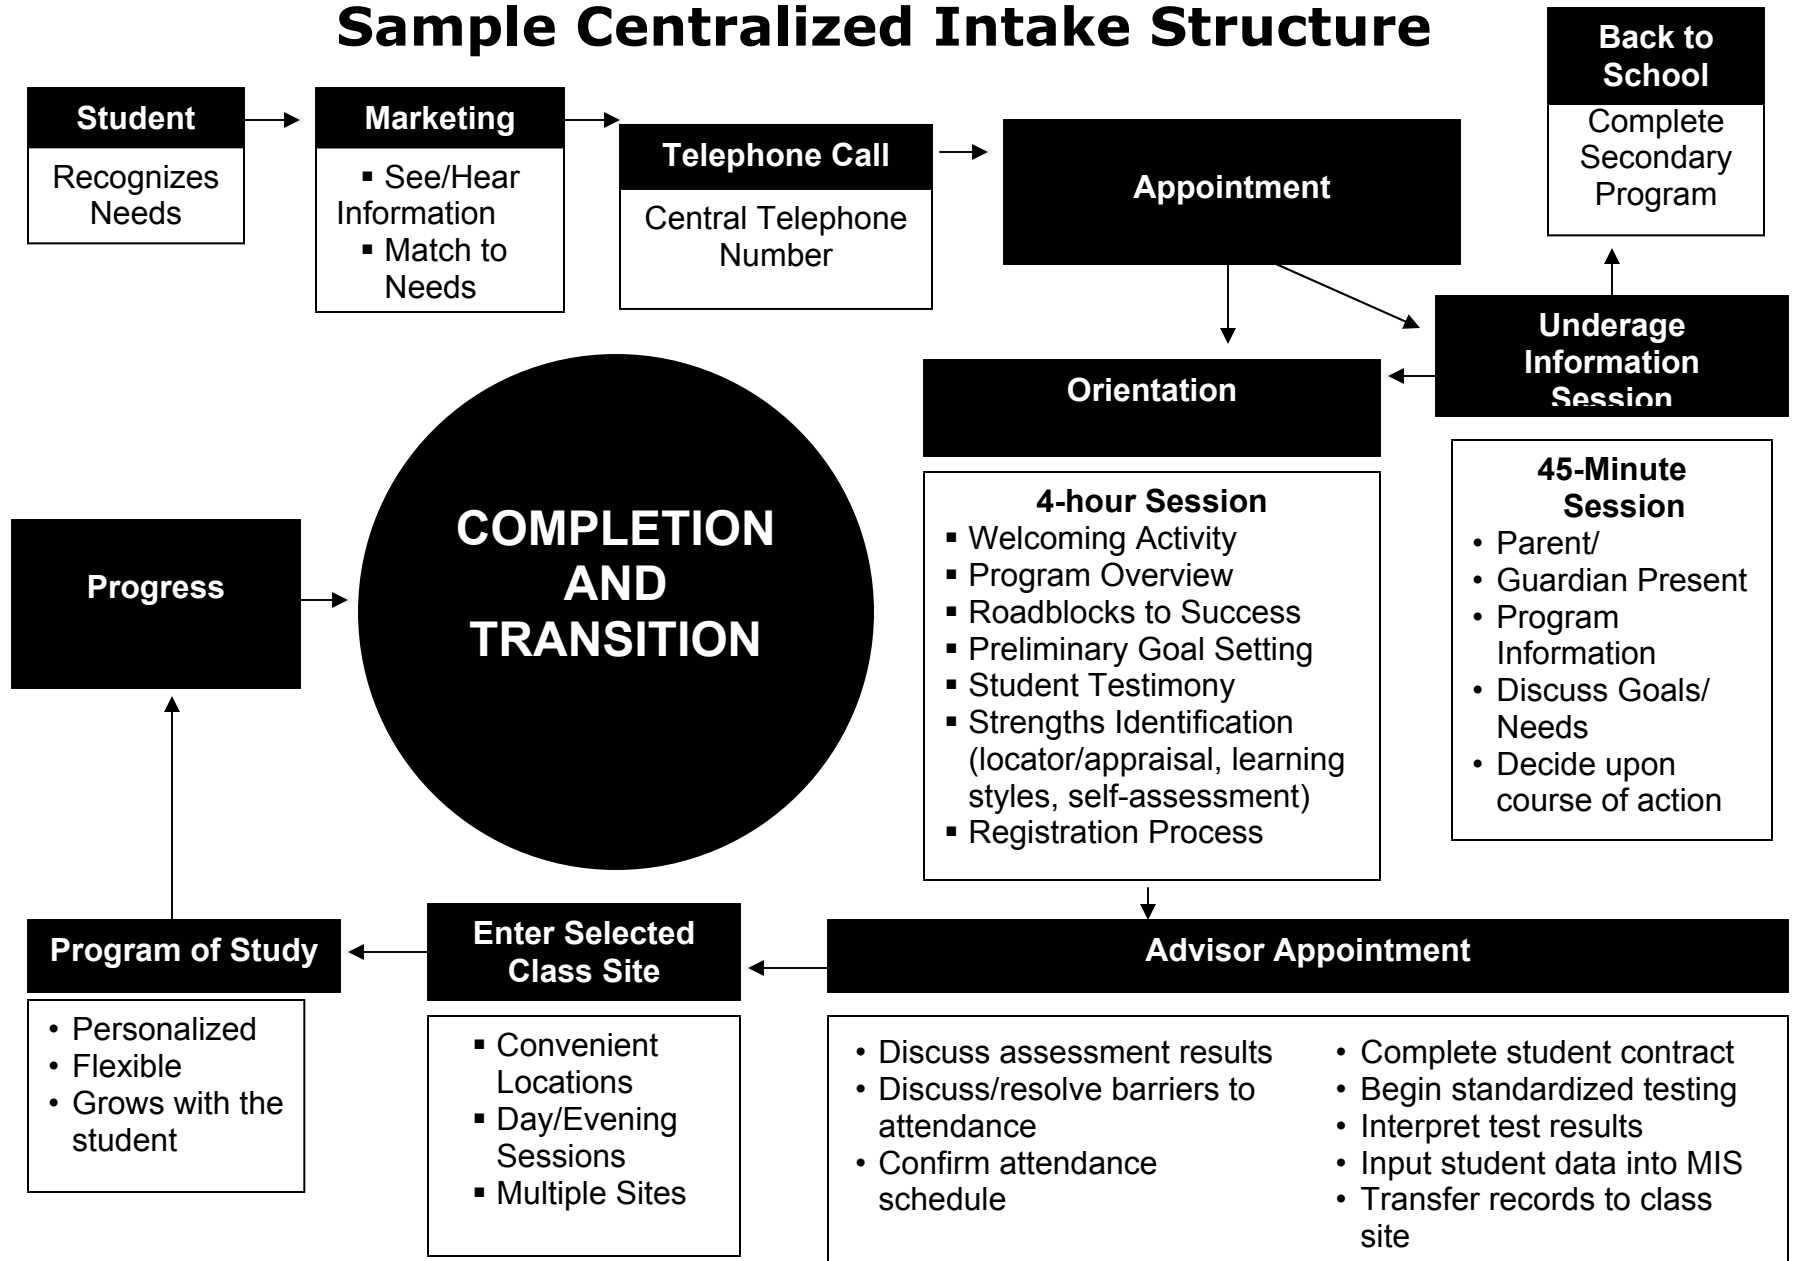 Sample Centralized Intake Structure
Student
Recognizes
Needs
Marketing
▪ See/Hear
Information
▪ Match to
Needs
Telephone Call
Central Telephone
Number
Appointment
Back to
School
Complete
Secondary
Program
Underage
Information
Session
45-Minute
Session
• Parent/
• Guardian Present
• Program
Information
• Discuss Goals/
Needs
• Decide upon
course of action
Orientation
4-hour Session
▪ Welcoming Activity
▪ Program Overview
▪ Roadblocks to Success
▪ Preliminary Goal Setting
▪ Student Testimony
▪ Strengths Identification
(locator/appraisal, learning
styles, self-assessment)
▪ Registration Process
Advisor Appointment
• Discuss assessment results
• Discuss/resolve barriers to
attendance
• Confirm attendance
schedule
• Complete student contract
• Begin standardized testing
• Interpret test results
• Input student data into MIS
• Transfer records to class
site
Enter Selected
Class Site
▪ Convenient
Locations
▪ Day/Evening
Sessions
▪ Multiple Sites
Program of Study
• Personalized
• Flexible
• Grows with the
student
Progress
COMPLETION
AND
TRANSITION